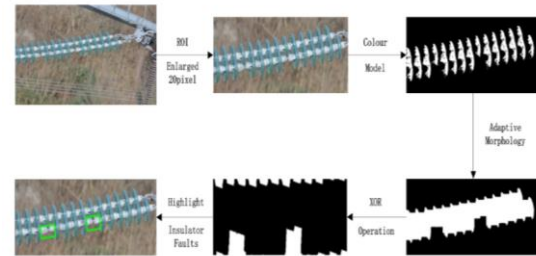 ROI
Enlarged
20pixel
Colour
Model
Adaptive
Morphology
XOR
Operation
Highlight
Insulator
Faults